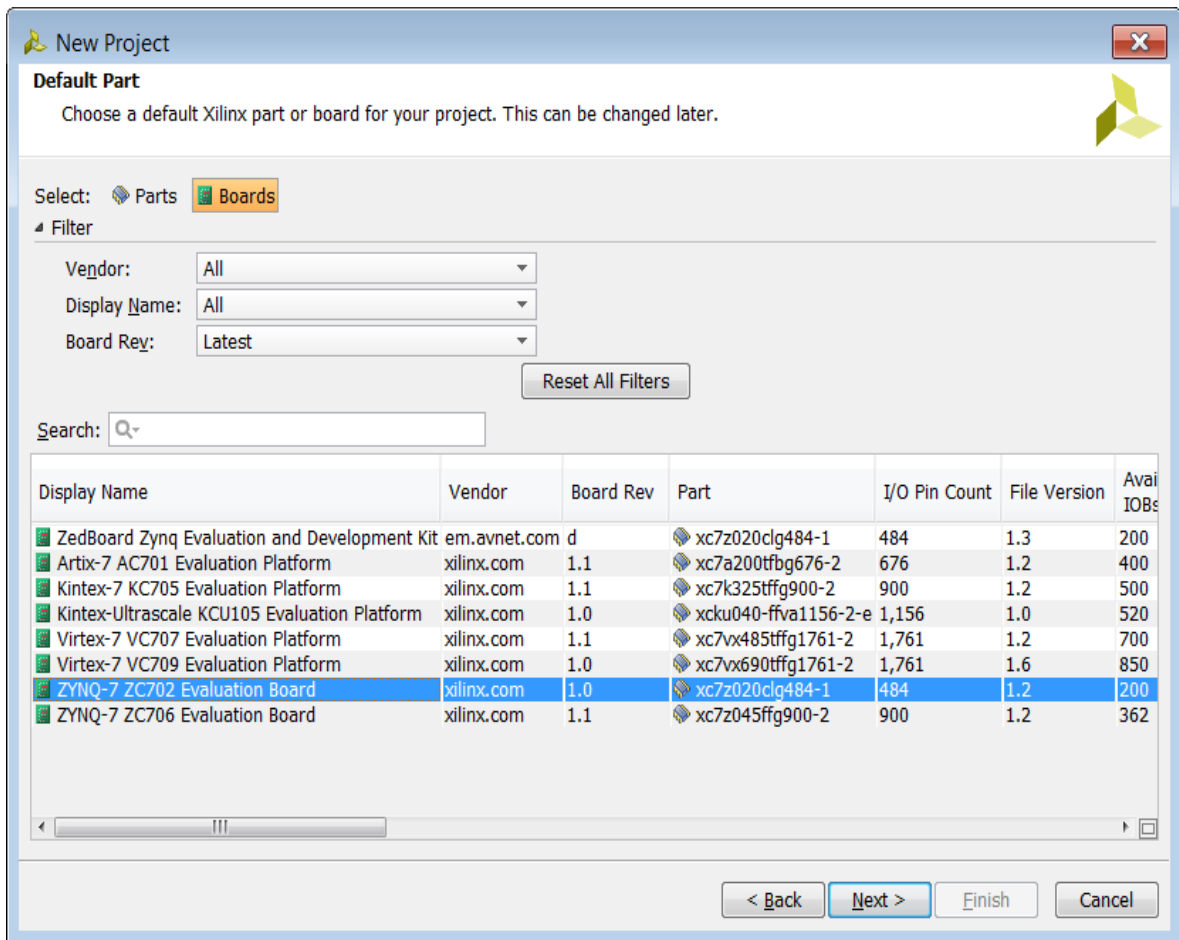 New Project
Default Part
Choose a default Xilinx part or board for your project. This can be changed later.
Select: Parts Boards
Filter
Vendor: All
Display Name: All
Board Rev: Latest
Reset All Filters
Search:
Display Name Vendor Board Rev Part I/O Pin Count File Version Avai IOBs
ZedBoard Zynq Evaluation and Development Kit em.avnet.com d xc7z020clg484-1 484 1.3 200
Artix-7 AC701 Evaluation Platform xilinx.com 1.1 xc7a200tfbg676-2 676 1.2 400
Kintex-7 KC705 Evaluation Platform xilinx.com 1.1 xc7k325tffg900-2 900 1.2 500
Kintex-Ultrascale KCU105 Evaluation Platform xilinx.com 1.0 xcku040-ffva1156-2-e 1,156 1.0 520
Virtex-7 VC707 Evaluation Platform xilinx.com 1.1 xc7vx485tffg1761-2 1,761 1.2 700
Virtex-7 VC709 Evaluation Platform xilinx.com 1.0 xc7vx690tffg1761-2 1,761 1.6 850
ZYNQ-7 ZC702 Evaluation Board xilinx.com 1.0 xc7z020clg484-1 484 1.2 200
ZYNQ-7 ZC706 Evaluation Board xilinx.com 1.1 xc7z045ffg900-2 900 1.2 362
< Back Next > Finish Cancel